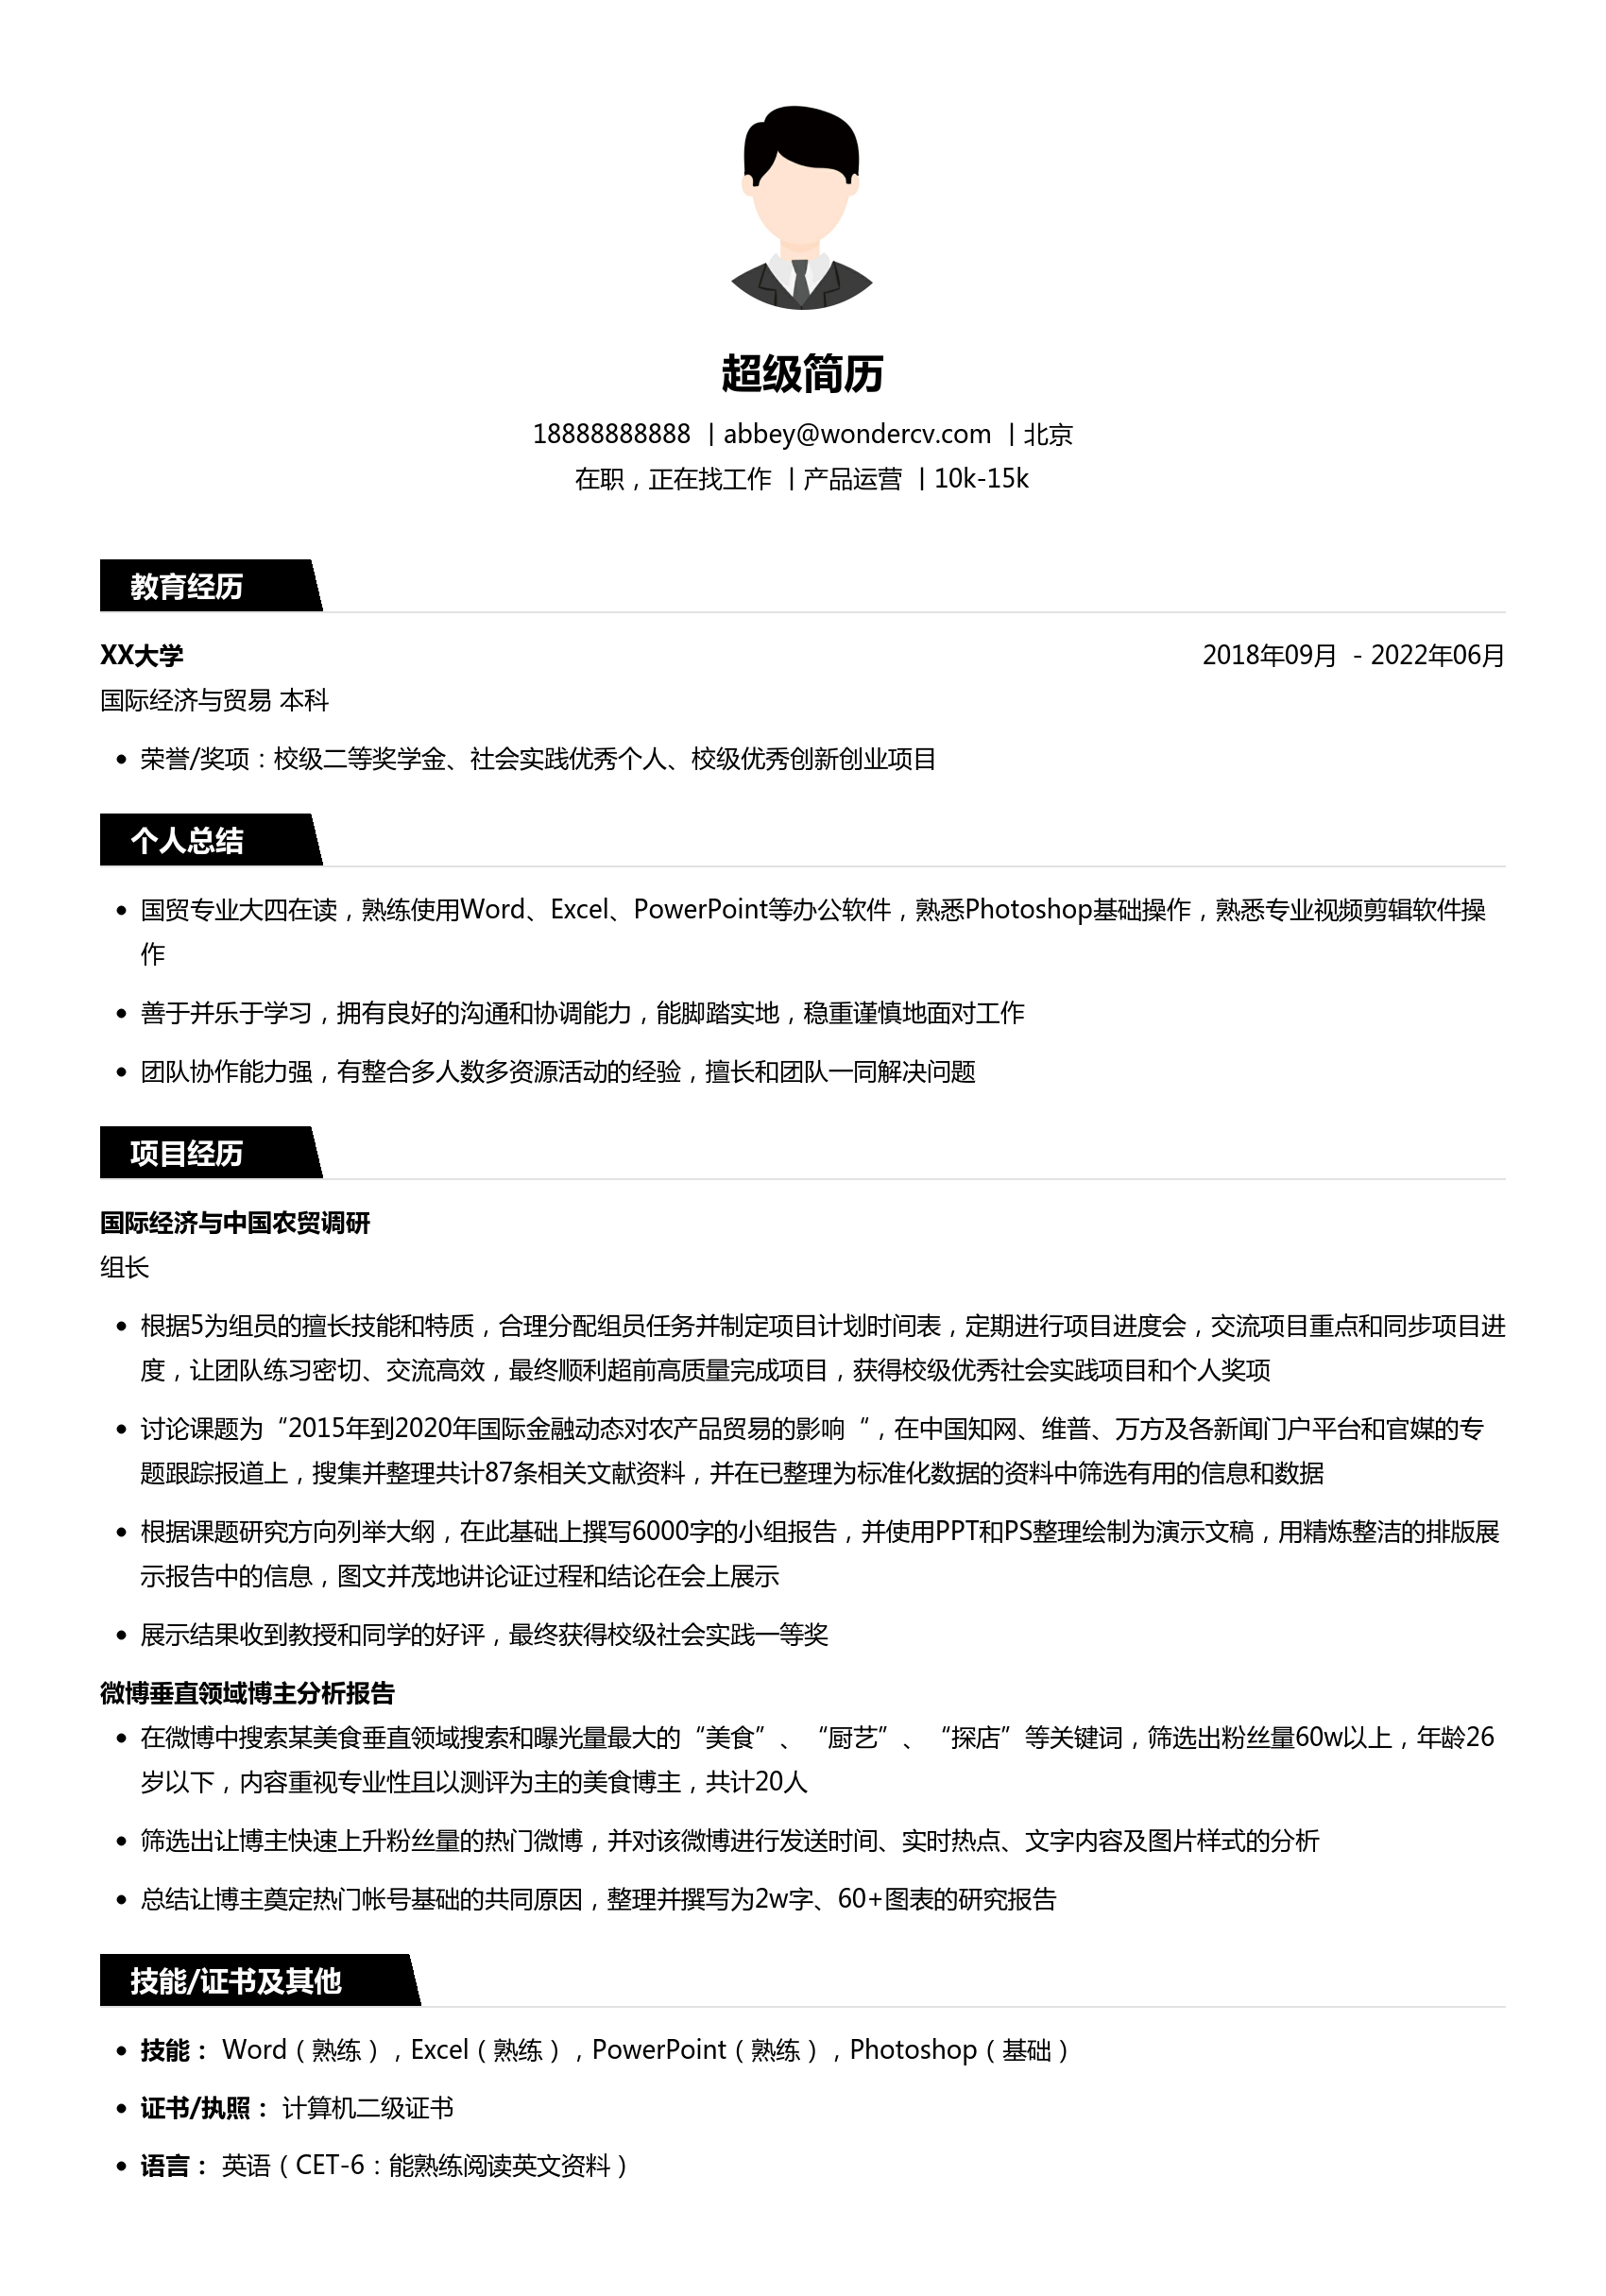 超级简历
18888888888 | abbey@wondercv.com | 北京
在职，正在找工作 | 产品运营 | 10k-15k
教育经历
XX大学 2018年09月 - 2022年06月
国际经济与贸易 本科
• 荣誉/奖项：校级二等奖学金、社会实践优秀个人、校级优秀创新创业项目
个人总结
• 国贸专业大四在读，熟练使用Word、Excel、PowerPoint等办公软件，熟悉Photoshop基础操作，熟悉专业视频剪辑软件操
作
• 善于并乐于学习，拥有良好的沟通和协调能力，能脚踏实地，稳重谨慎地面对工作
• 团队协作能力强，有整合多人数多资源活动的经验，擅长和团队一同解决问题
项目经历
国际经济与中国农贸调研
组长
• 根据5为组员的擅长技能和特质，合理分配组员任务并制定项目计划时间表，定期进行项目进度会，交流项目重点和同步项目进
度，让团队练习密切、交流高效，最终顺利超前高质量完成项目，获得校级优秀社会实践项目和个人奖项
• 讨论课题为“2015年到2020年国际金融动态对农产品贸易的影响“，在中国知网、维普、万方及各新闻门户平台和官媒的专
题跟踪报道上，搜集并整理共计87条相关文献资料，并在已整理为标准化数据的资料中筛选有用的信息和数据
• 根据课题研究方向列举大纲，在此基础上撰写6000字的小组报告，并使用PPT和PS整理绘制为演示文稿，用精炼整洁的排版展
示报告中的信息，图文并茂地讲论证过程和结论在会上展示
• 展示结果收到教授和同学的好评，最终获得校级社会实践一等奖
微博垂直领域博主分析报告
• 在微博中搜索某美食垂直领域搜索和曝光量最大的“美食”、“厨艺”、“探店”等关键词，筛选出粉丝量60w以上，年龄26
岁以下，内容重视专业性且以测评为主的美食博主，共计20人
• 筛选出让博主快速上升粉丝量的热门微博，并对该微博进行发送时间、实时热点、文字内容及图片样式的分析
• 总结让博主奠定热门帐号基础的共同原因，整理并撰写为2w字、60+图表的研究报告
技能/证书及其他
• 技能： Word（熟练），Excel（熟练），PowerPoint（熟练），Photoshop（基础）
• 证书/执照： 计算机二级证书
• 语言： 英语（CET-6：能熟练阅读英文资料）